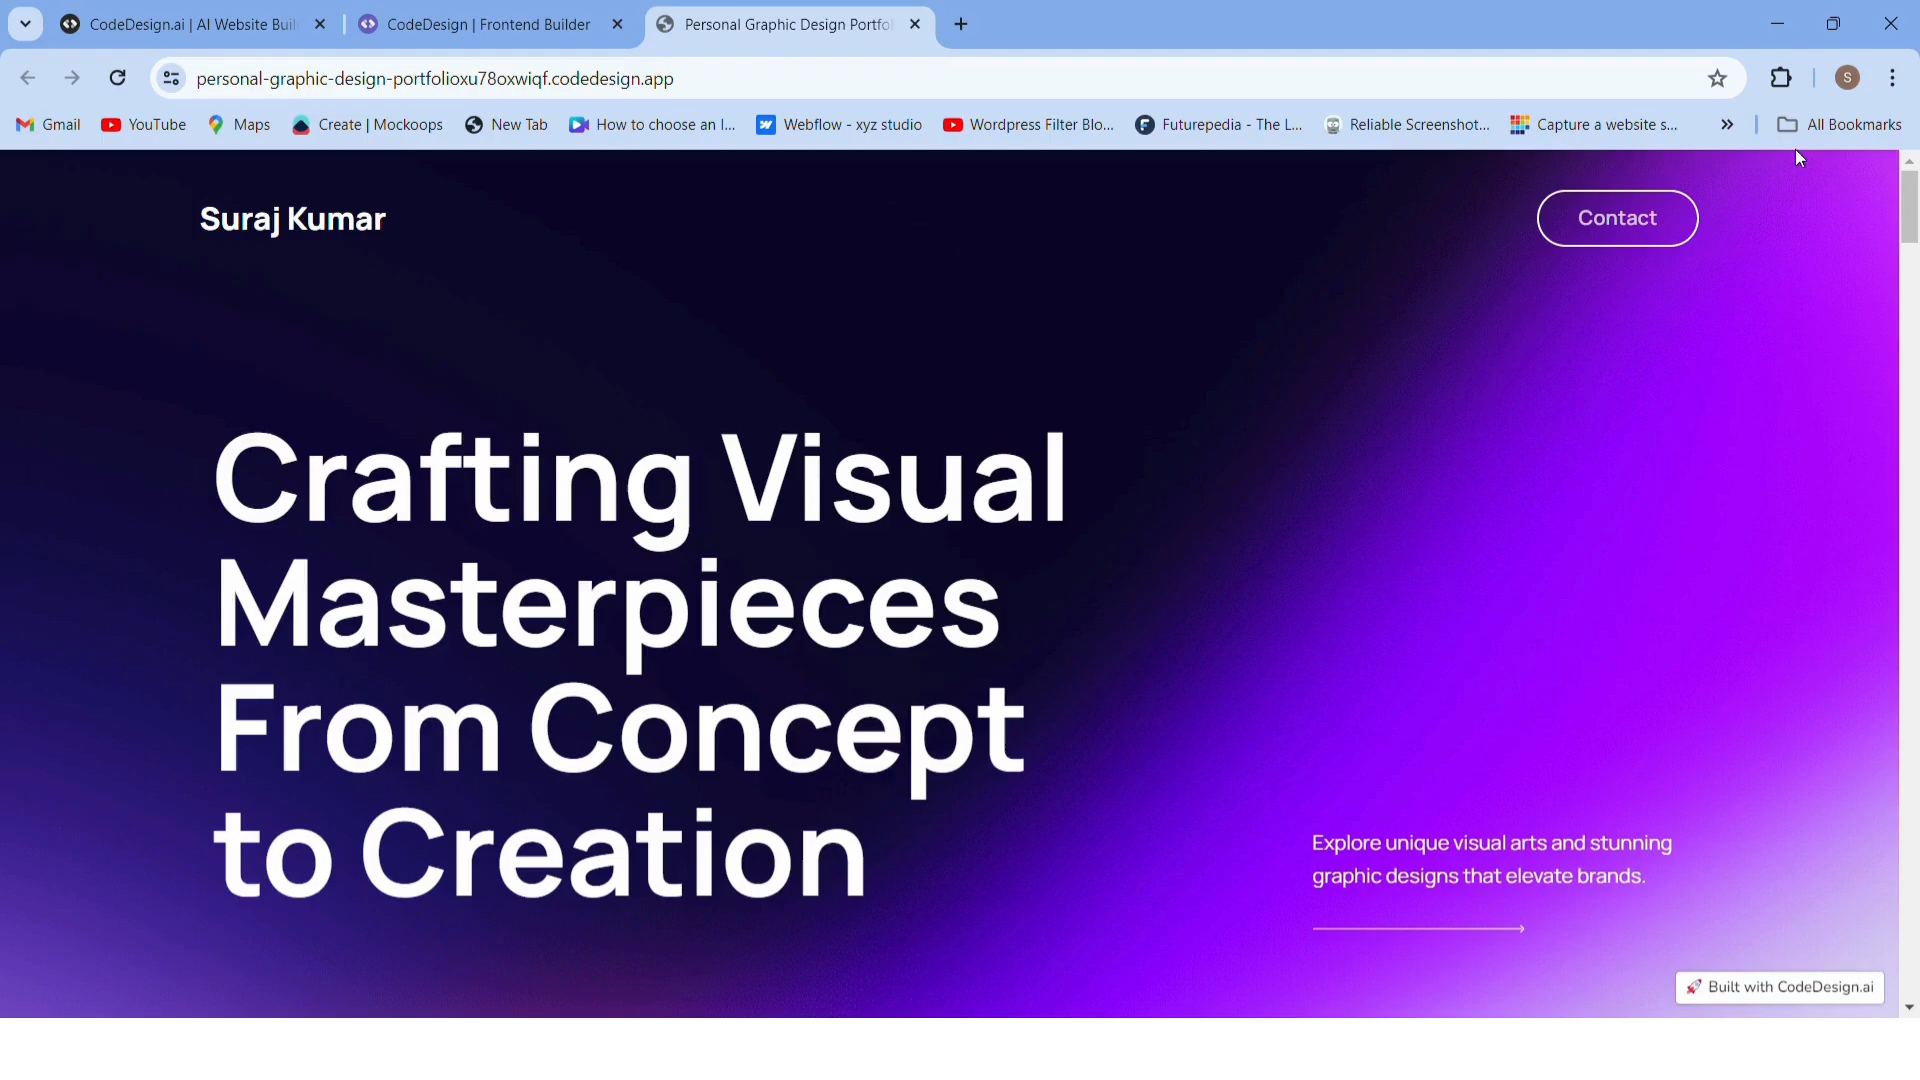 CodeDesign.ai | AI Website Buil
CodeDesign | Frontend Builder
Personal Graphic Design Portfo
personal-graphic-design-portfolioxu78oxwiqf.codedesign.app
S
Gmail
YouTube
Maps
Create | Mockoops
New Tab
How to choose an I...
Webflow - xyz studio
Wordpress Filter Blo...
Futurepedia - The L...
Reliable Screenshot...
Capture a website s...
All Bookmarks
Suraj Kumar
Contact
Crafting Visual
Masterpieces
From Concept
to Creation
Explore unique visual arts and stunning
graphic designs that elevate brands.
Built with CodeDesign.ai